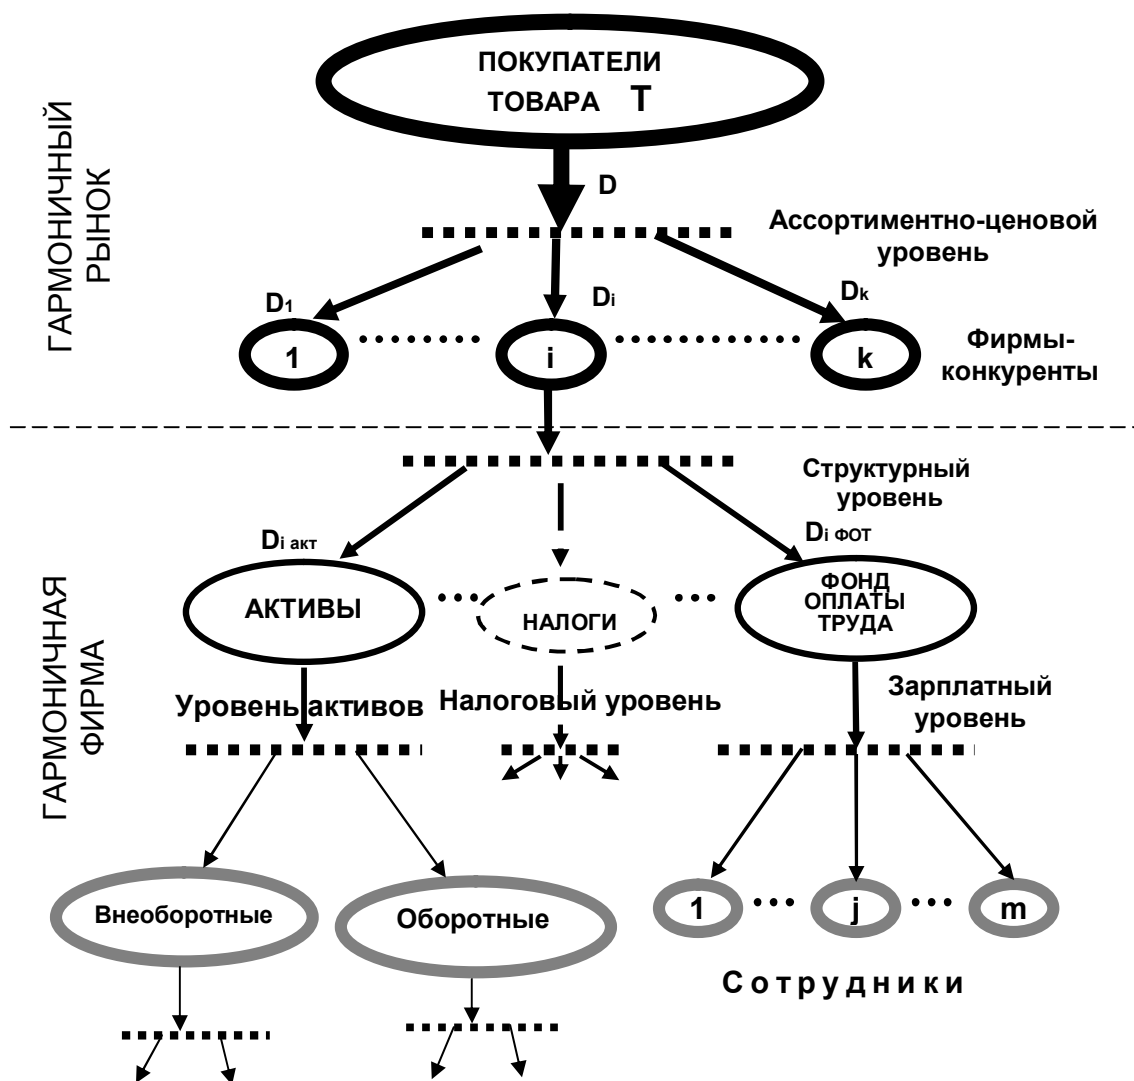 ПОКУПАТЕЛИ
ТОВАРА Т
ГАРМОНИЧНЫЙ
РЫНОК
D
Ассортиментно-ценовой
уровень
D1
Di
Dk
1
i
k
Фирмы-
конкуренты
Структурный
уровень
Di акт
Di ФОТ
ГАРМОНИЧНАЯ
ФИРМА
АКТИВЫ
НАЛОГИ
ФОНД
ОПЛАТЫ
ТРУДА
Уровень активов
Налоговый уровень
Зарплатный
уровень
Внеоборотные
Оборотные
1
j
m
Сотрудники